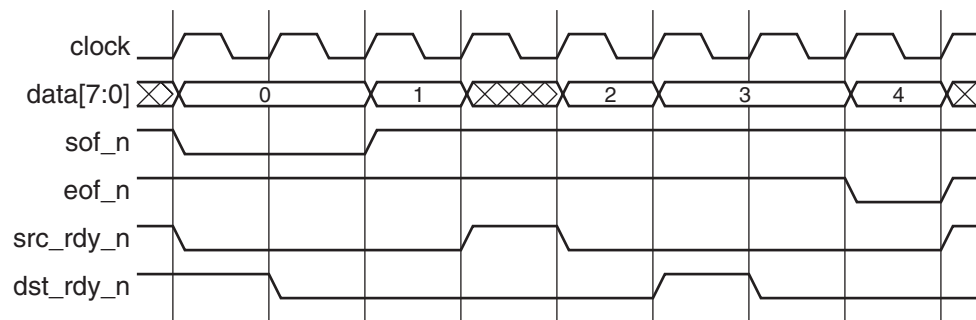 clock
data[7:0] 0 1 2 3 4
sof_n
eof_n
src_rdy_n
dst_rdy_n